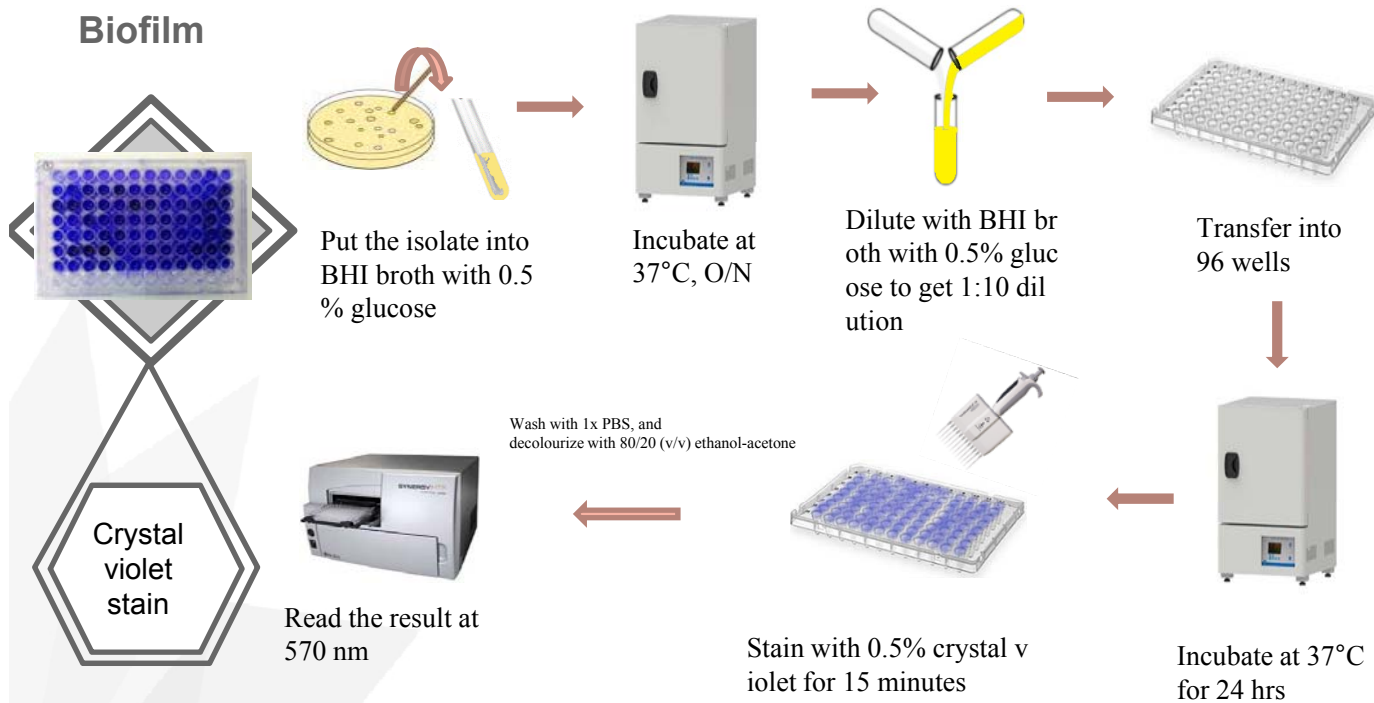 Biofilm
Put the isolate into
BHI broth with 0.5
% glucose
Incubate at
37°C, O/N
Dilute with BHI br
oth with 0.5% gluc
ose to get 1:10 dil
ution
Transfer into
96 wells
Incubate at 37°C
for 24 hrs
Stain with 0.5% crystal v
iolet for 15 minutes
Wash with 1x PBS, and
decolourize with 80/20 (v/v) ethanol-acetone
Read the result at
570 nm
Crystal
violet
stain